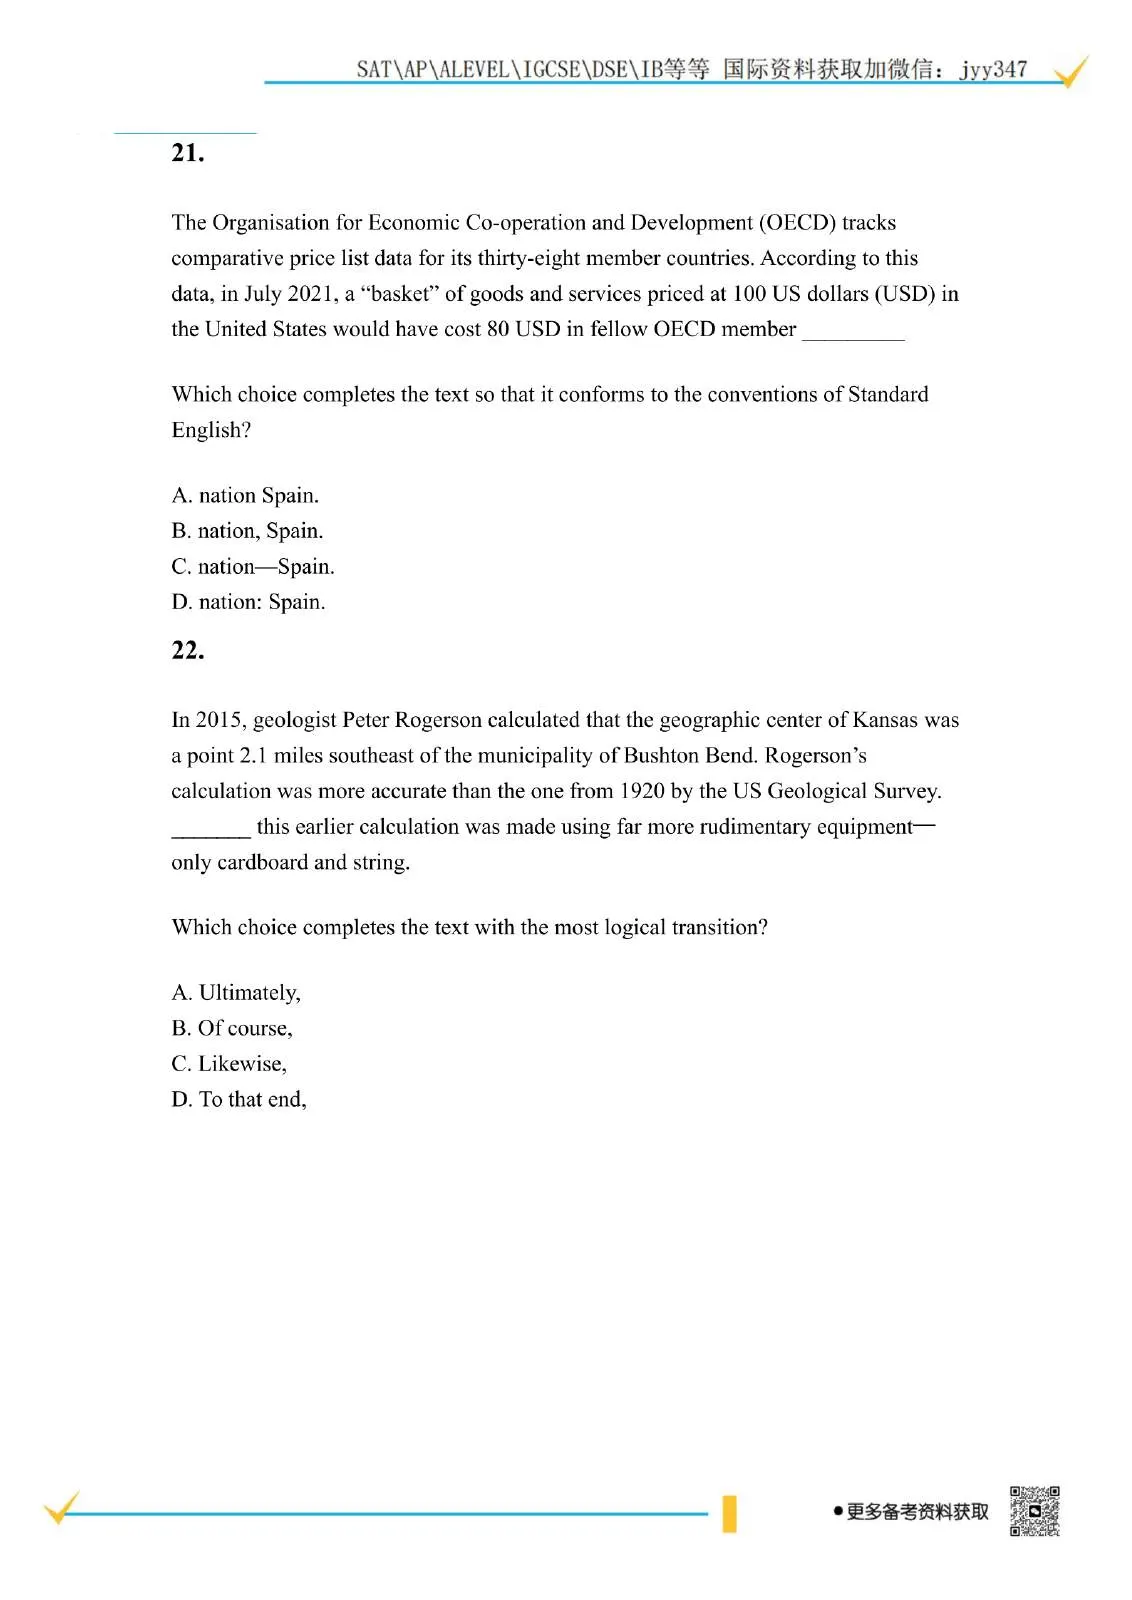 SAT\AP\ALEVEL\IGCSE\DSE\IB等等 国际资料获取加微信：jyy347
21.
The Organisation for Economic Co-operation and Development (OECD) tracks
comparative price list data for its thirty-eight member countries. According to this
data, in July 2021, a “basket” of goods and services priced at 100 US dollars (USD) in
the United States would have cost 80 USD in fellow OECD member _________
Which choice completes the text so that it conforms to the conventions of Standard
English?
A. nation Spain.
B. nation, Spain.
C. nation—Spain.
D. nation: Spain.
22.
In 2015, geologist Peter Rogerson calculated that the geographic center of Kansas was
a point 2.1 miles southeast of the municipality of Bushton Bend. Rogerson’s
calculation was more accurate than the one from 1920 by the US Geological Survey.
_______ this earlier calculation was made using far more rudimentary equipment—
only cardboard and string.
Which choice completes the text with the most logical transition?
A. Ultimately,
B. Of course,
C. Likewise,
D. To that end,
●更多备考资料获取